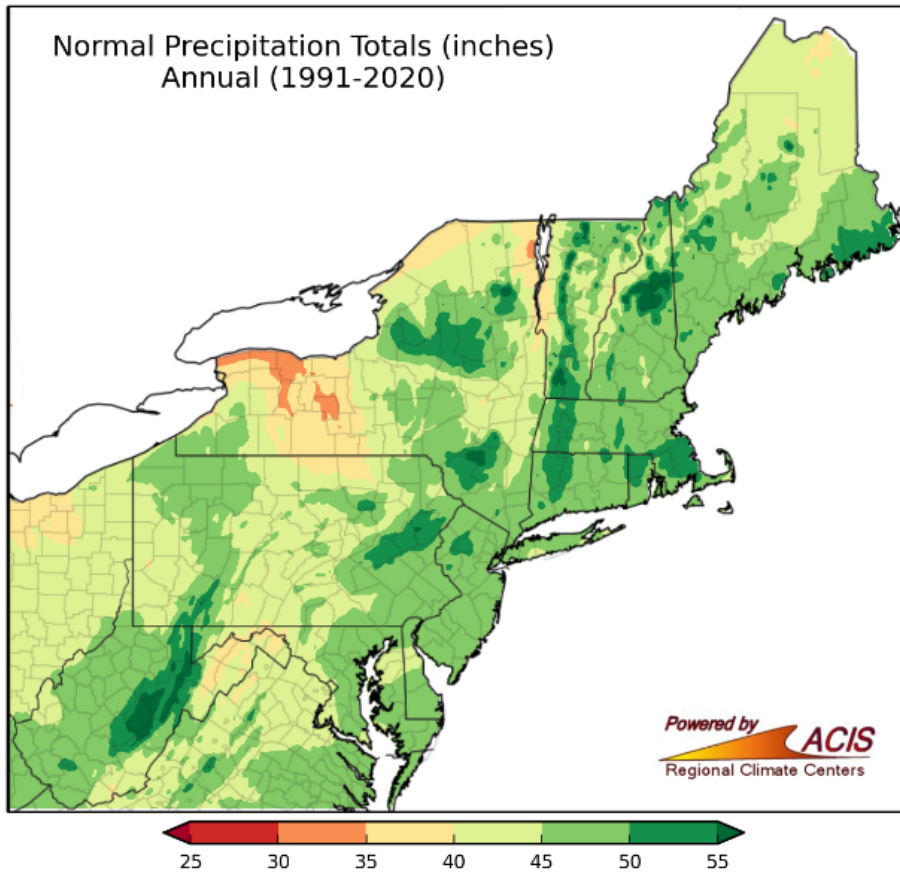 Normal Precipitation Totals (inches)
Annual (1991-2020)
Powered by
ACIS
Regional Climate Centers
25 30 35 40 45 50 55